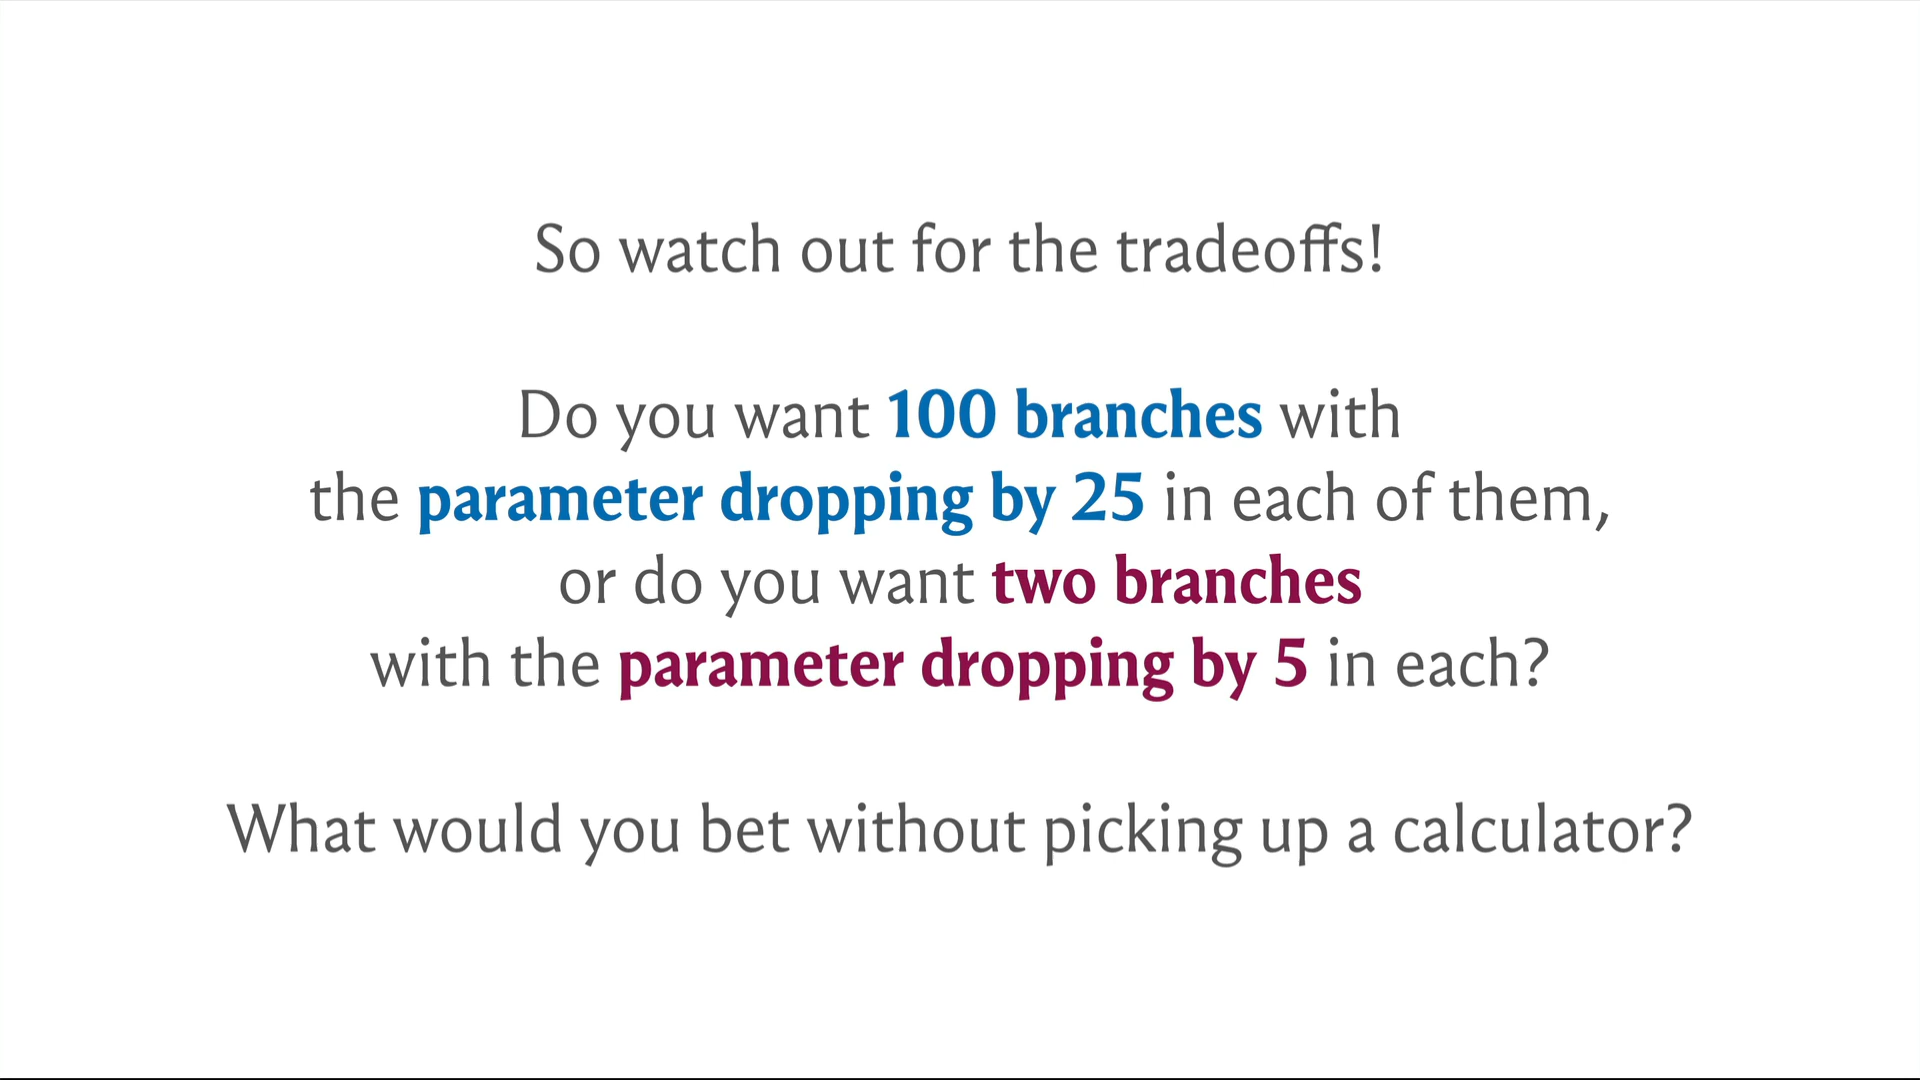 So watch out for the tradeoffs!
Do you want 100 branches with
the parameter dropping by 25 in each of them,
or do you want two branches
with the parameter dropping by 5 in each?
What would you bet without picking up a calculator?